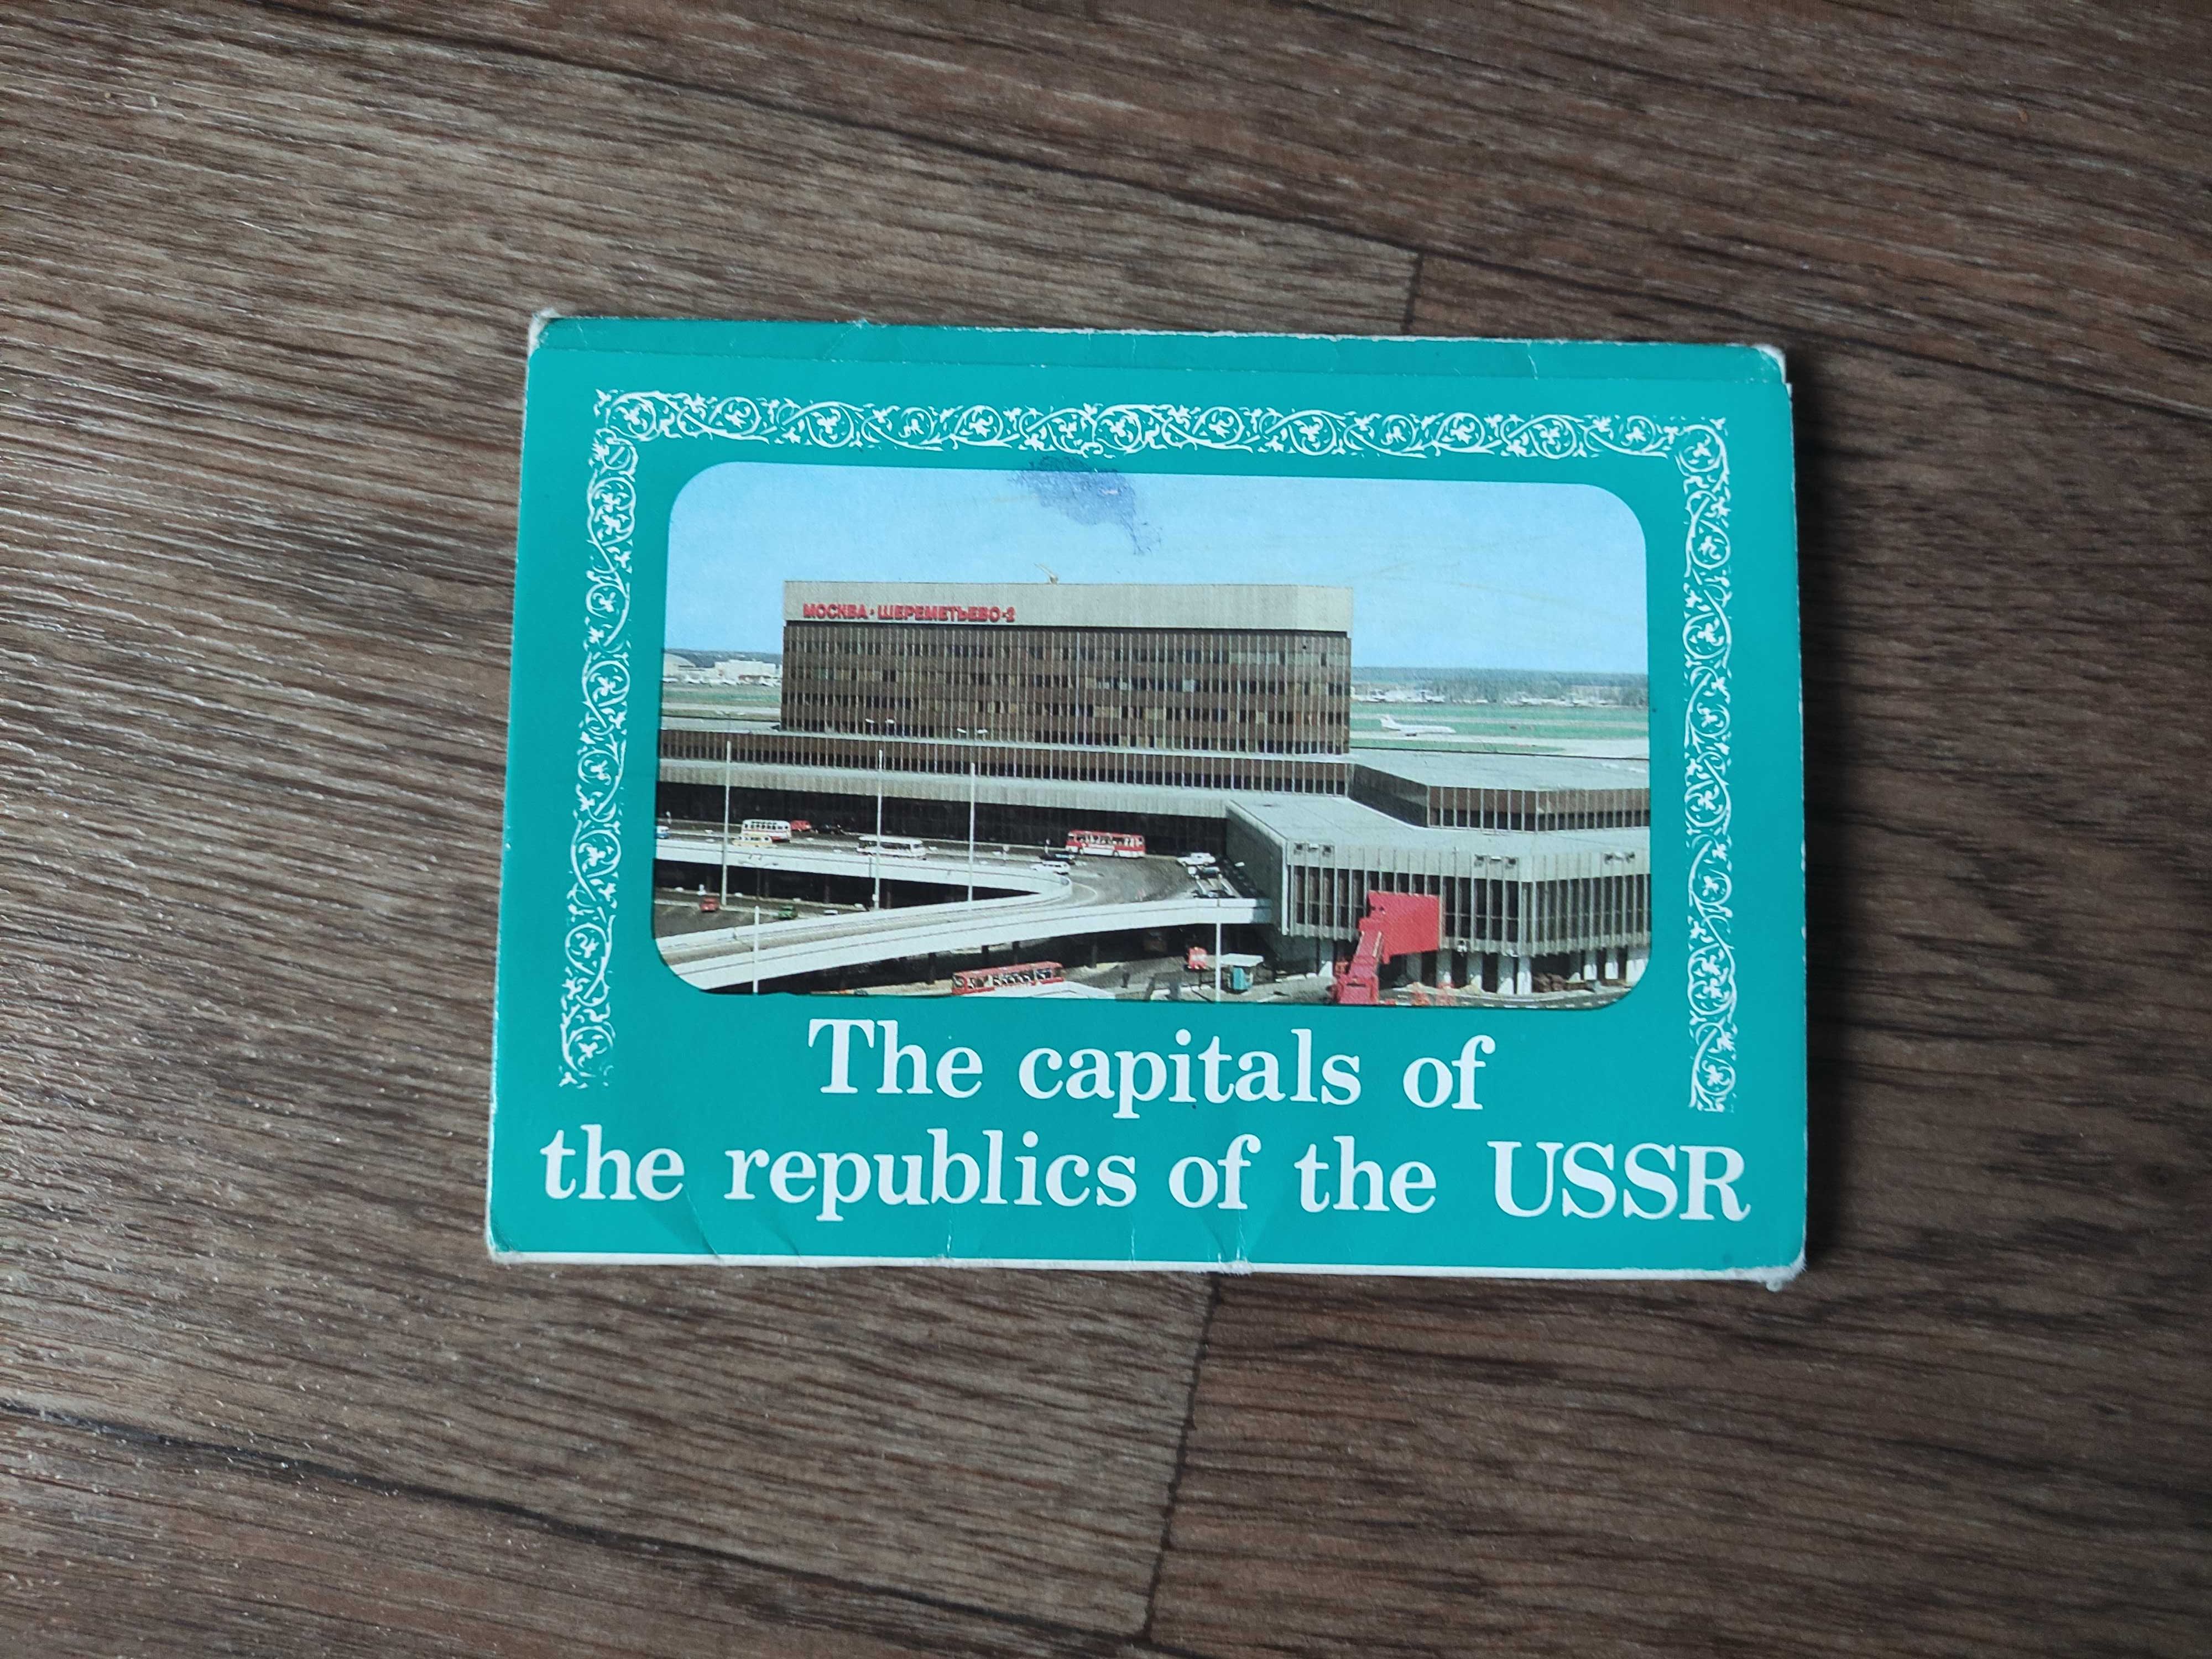 МОСКВА·ШЕРЕМЕТЬЕВО-2
The capitals of
the republics of the USSR